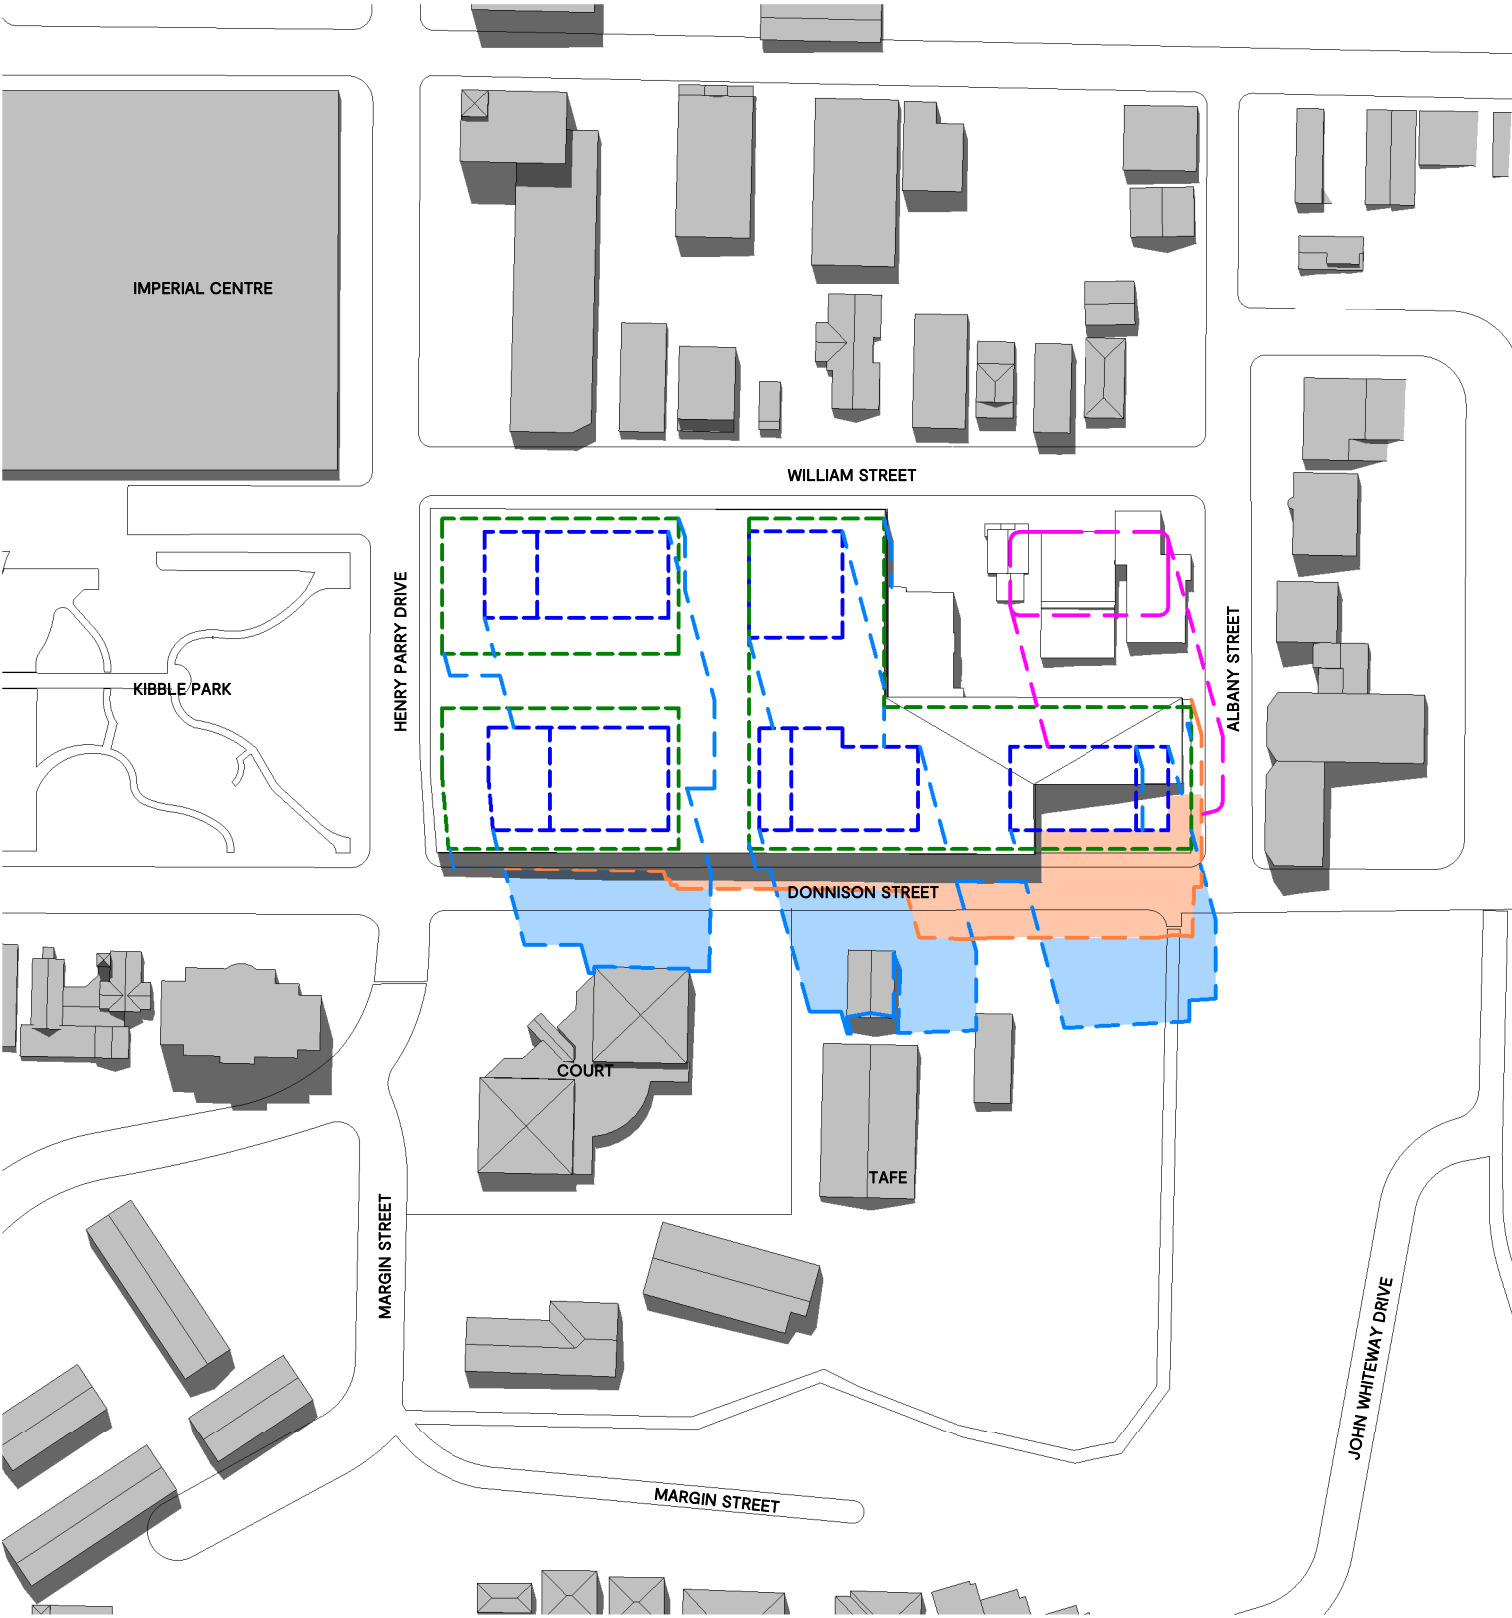 IMPERIAL CENTRE
WILLIAM STREET
HENRY PARRY DRIVE
KIBBLE PARK
ALBANY STREET
DONNISON STREET
COURT
TAFE
MARGIN STREET
JOHN WHITEWAY DRIVE
MARGIN STREET